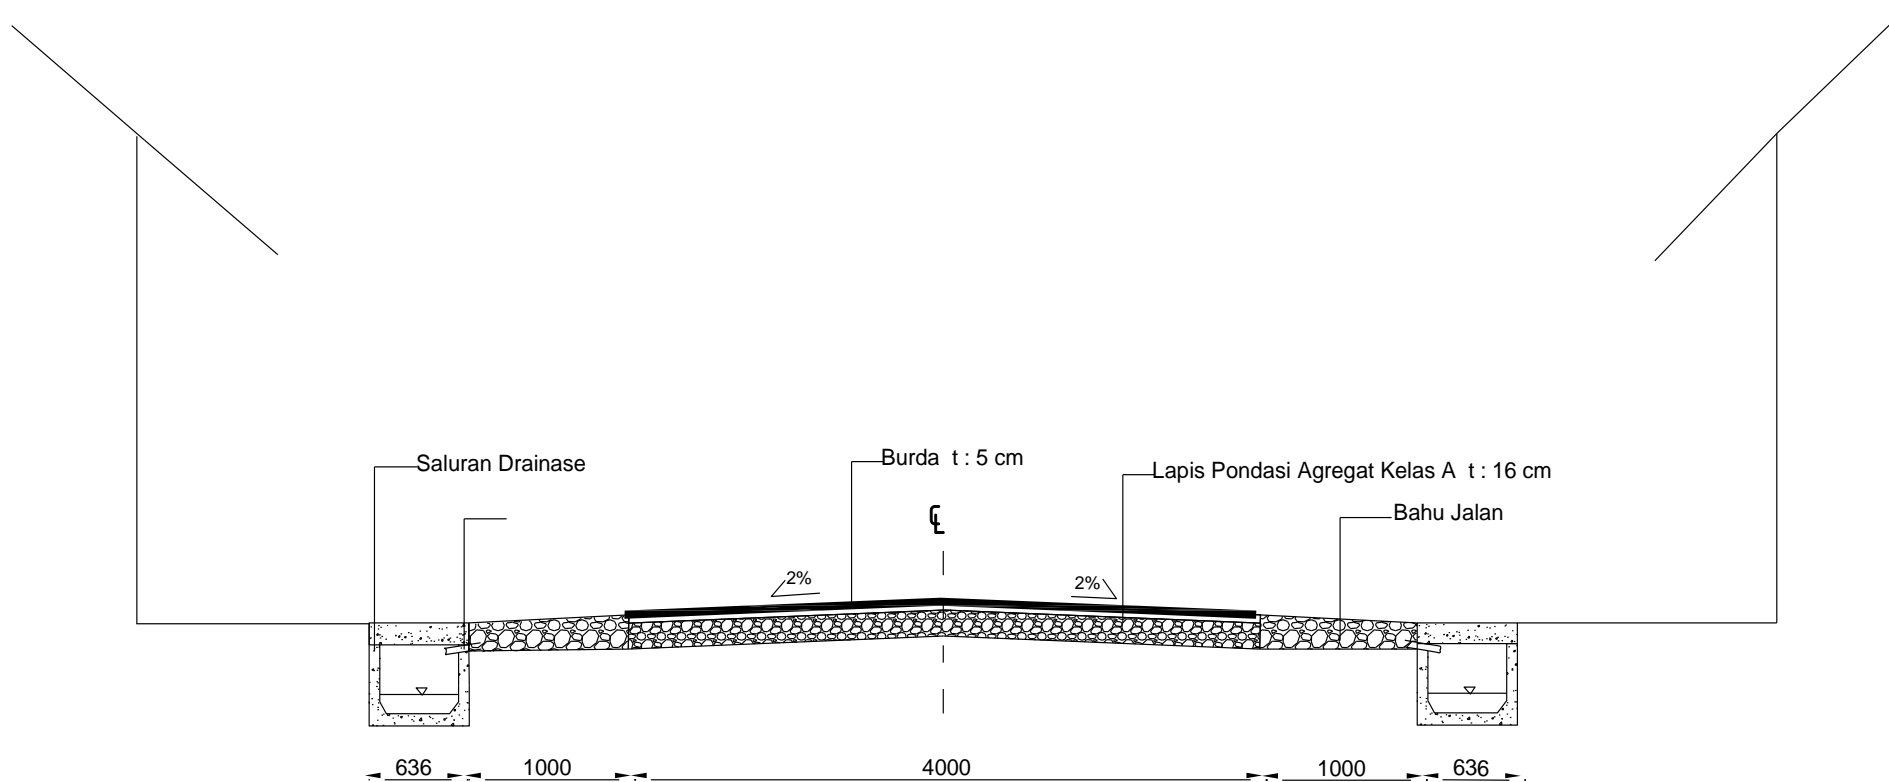 Saluran Drainase
Burda t : 5 cm
Lapis Pondasi Agregat Kelas A t : 16 cm
Bahu Jalan
℄
2%
2%
636
1000
4000
1000
636